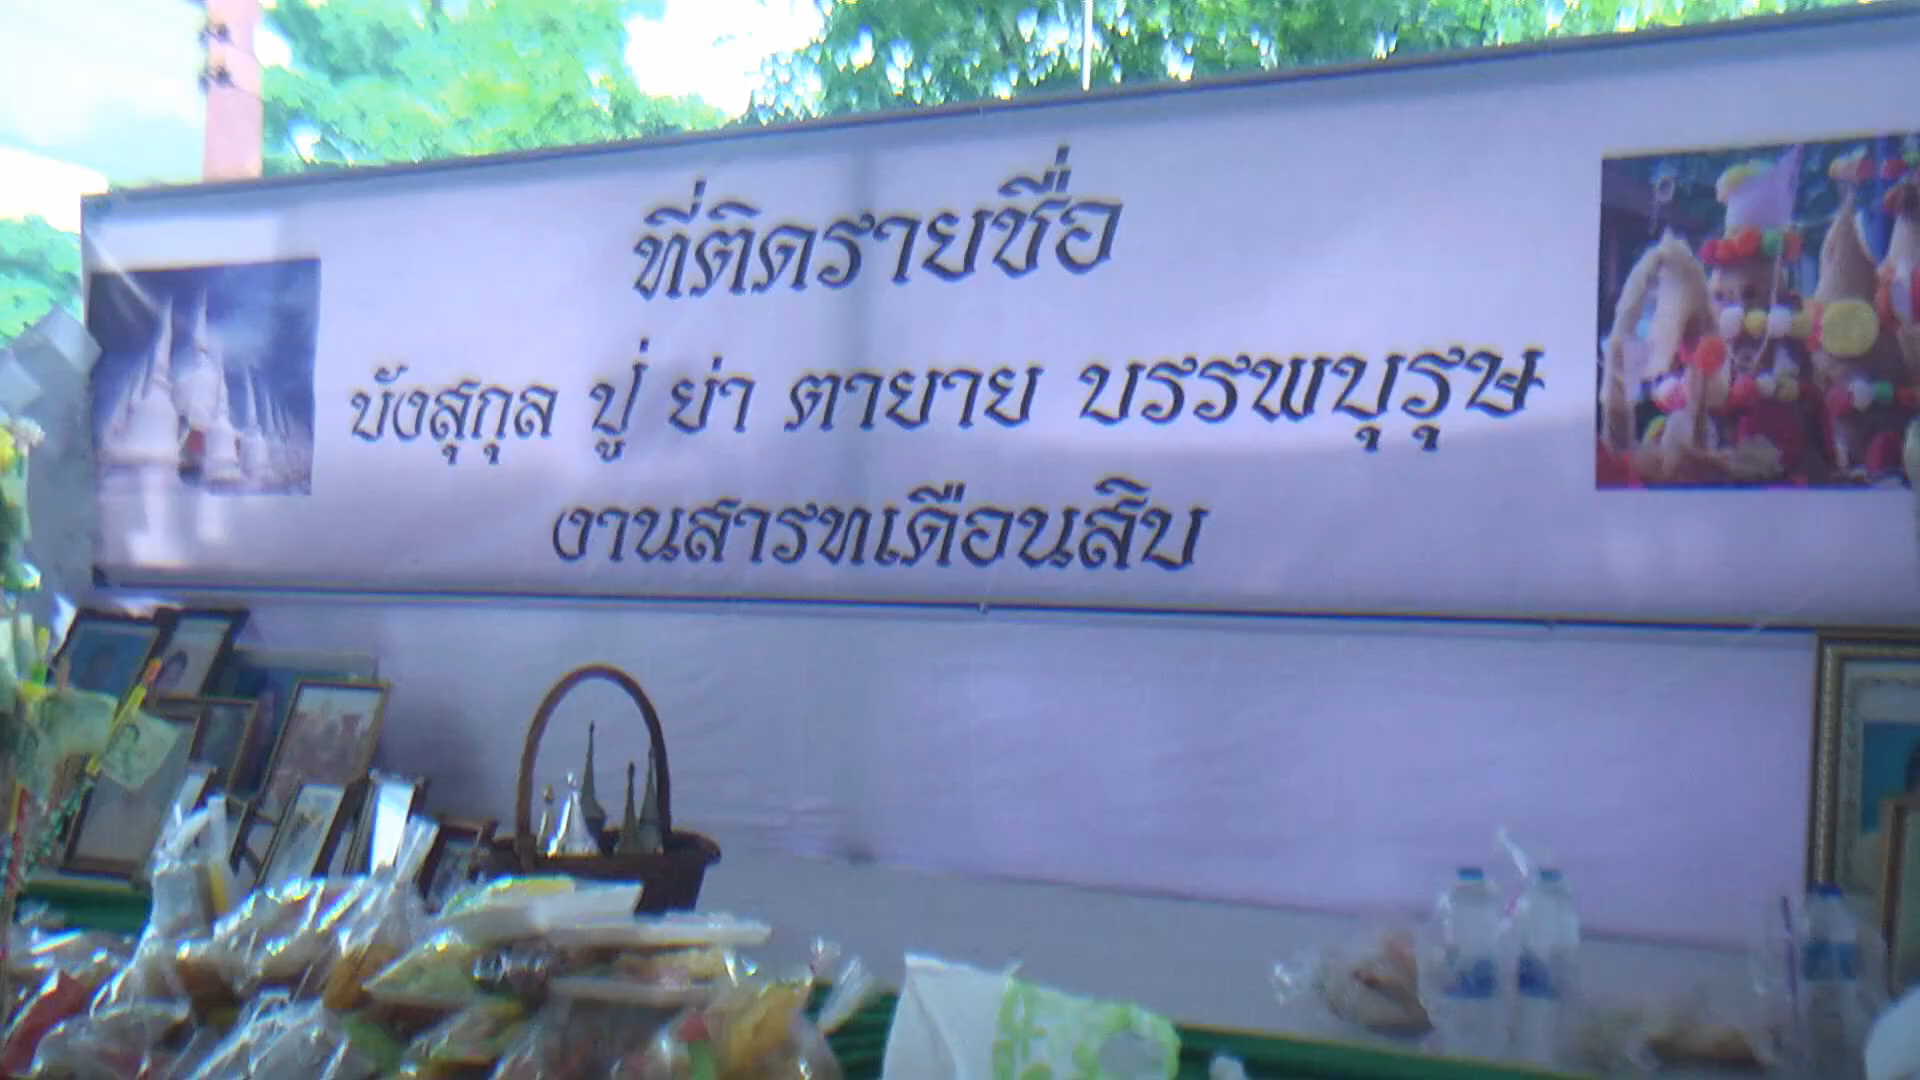 ที่ติดรายชื่อ
บังสุกุล ปู่ ย่า ตายาย บรรพบุรุษ
งานสารทเดือนสิบ